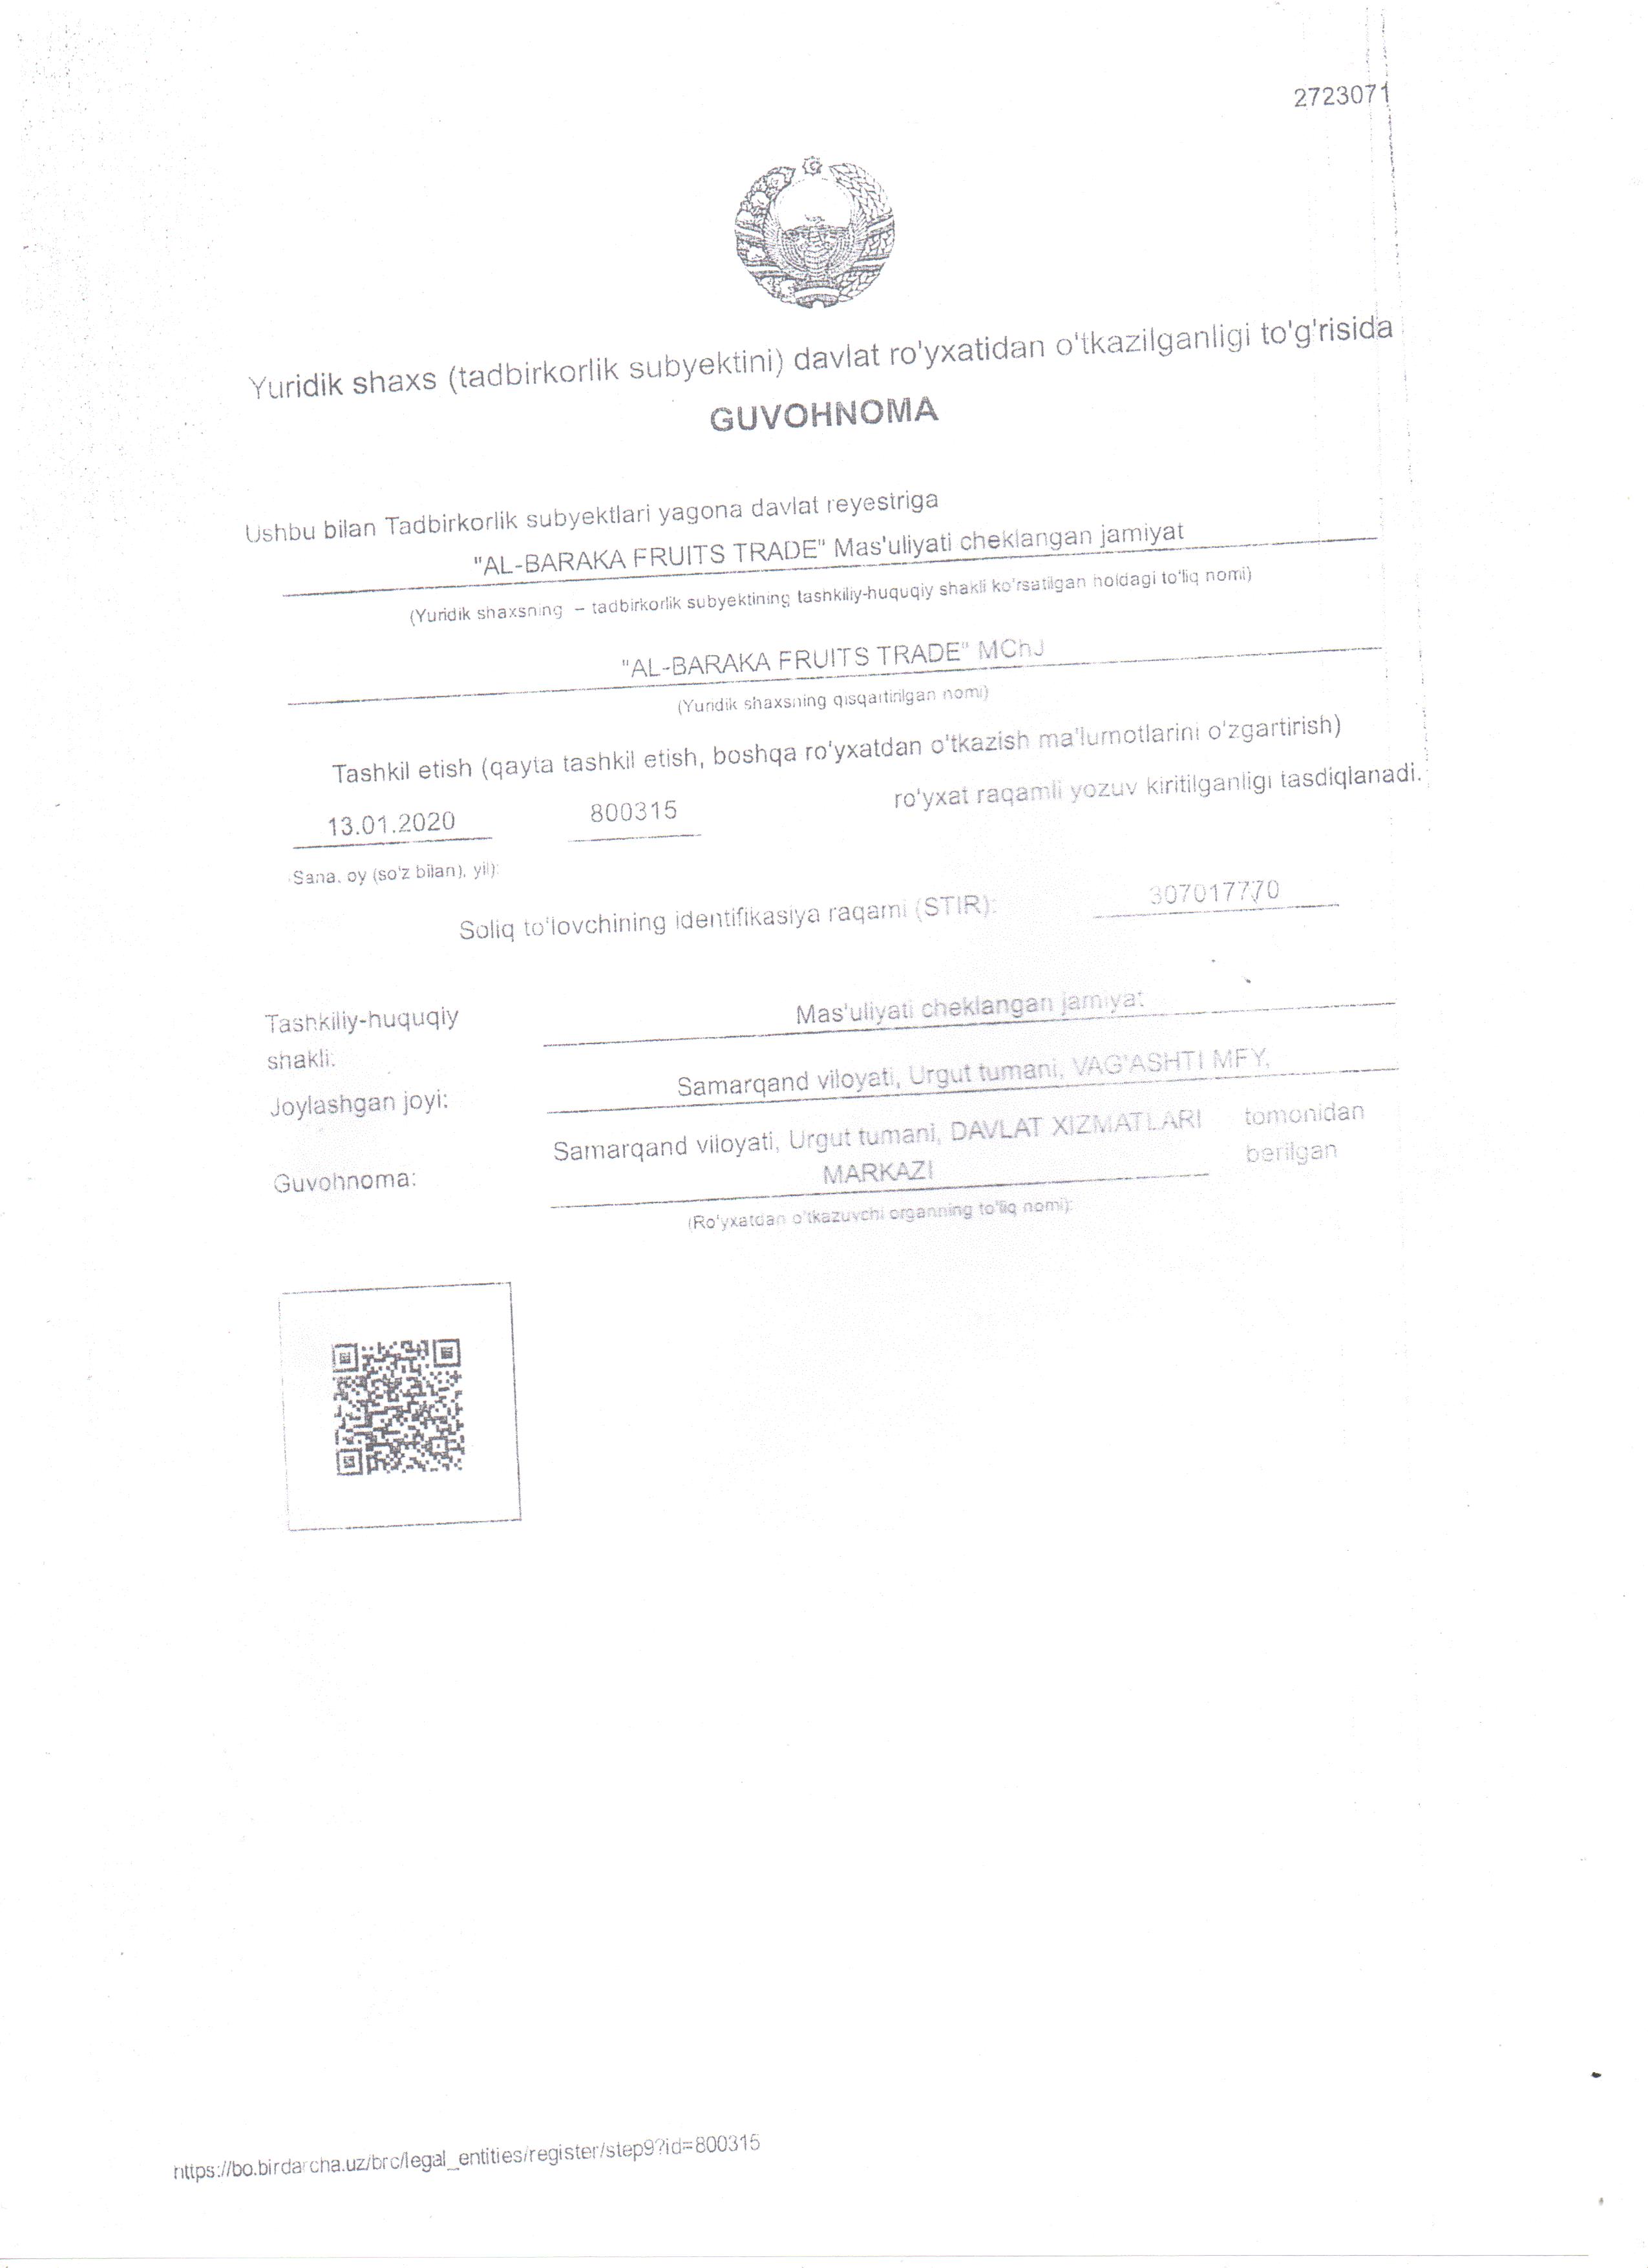 2723071
Yuridik shaxs (tadbirkorlik subyektini) davlat ro'yxatidan o'tkazilganligi to'g'risida
GUVOHNOMA
Ushbu bilan Tadbirkorlik subyektlari yagona davlat reyestriga
"AL-BARAKA FRUITS TRADE" Mas'uliyati cheklangan jamiyat
(Yuridik shaxsning – tadbirkorlik subyektining tashkiliy-huquqiy shakli ko'rsatilgan holdagi to'liq nomi)
"AL-BARAKA FRUITS TRADE" MChJ
(Yuridik shaxsning qisqartirilgan nomi)
Tashkil etish (qayta tashkil etish, boshqa ro'yxatdan o'tkazish ma'lumotlarini o'zgartirish)
13.01.2020 800315 ro'yxat raqamli yozuv kiritilganligi tasdiqlanadi.
Sana, oy (so'z bilan), yil):
Soliq to'lovchining identifikasiya raqami (STIR): 307017770
Tashkiliy-huquqiy shakli: Mas'uliyati cheklangan jamiyat
Joylashgan joyi: Samarqand viloyati, Urgut tumani, VAG'ASHTI MFY,
Guvohnoma: Samarqand viloyati, Urgut tumani, DAVLAT XIZMATLARI MARKAZI tomonidan berilgan
(Ro'yxatdan o'tkazuvchi organning to'liq nomi):
https://bo.birdarcha.uz/brc/legal_entities/register/step9?id=800315